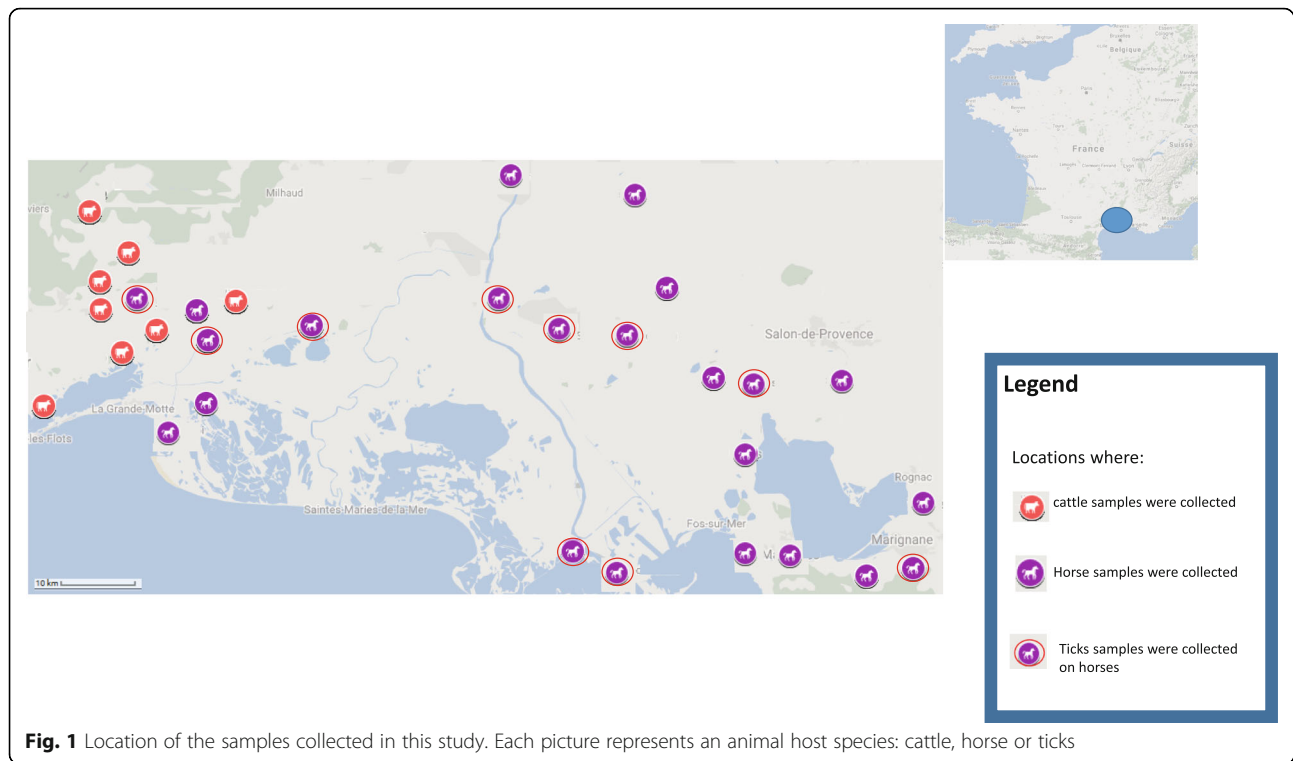 Milhaud
viers
Salon-de-Provence
La Grande-Motte
les-Flots
Saintes-Maries-de-la-Mer
Rognac
Fos-sur-Mer
Marignane
10 km
Belgique
Paris
France
Suisse
Legend
Locations where:
cattle samples were collected
Horse samples were collected
Ticks samples were collected
on horses
Fig. 1 Location of the samples collected in this study. Each picture represents an animal host species: cattle, horse or ticks